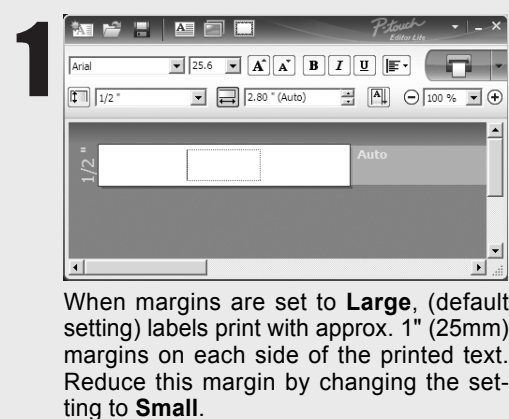 1
P-touch
Editor Lite
Arial 25.6 A A B I U
1/2 " 2.80 " (Auto) A 100 %
1/2 "
Auto
When margins are set to Large, (default
setting) labels print with approx. 1" (25mm)
margins on each side of the printed text.
Reduce this margin by changing the set-
ting to Small.